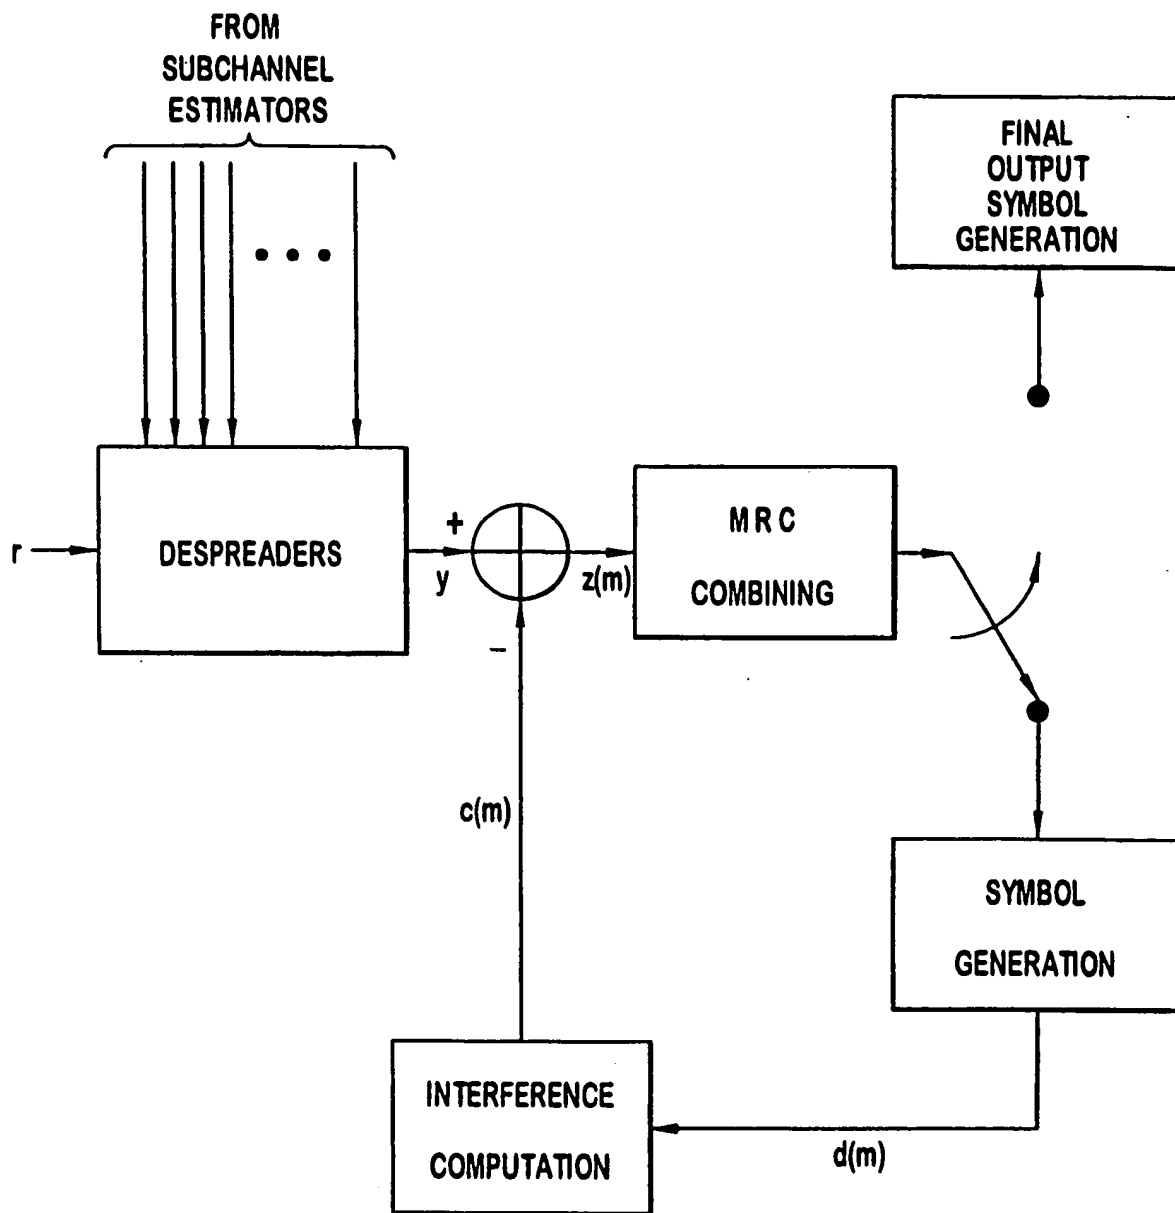 FROM
SUBCHANNEL
ESTIMATORS
FINAL
OUTPUT
SYMBOL
GENERATION
r
DESPREADERS
+
y
−
z(m)
MRC
COMBINING
c(m)
SYMBOL
GENERATION
INTERFERENCE
COMPUTATION
d(m)